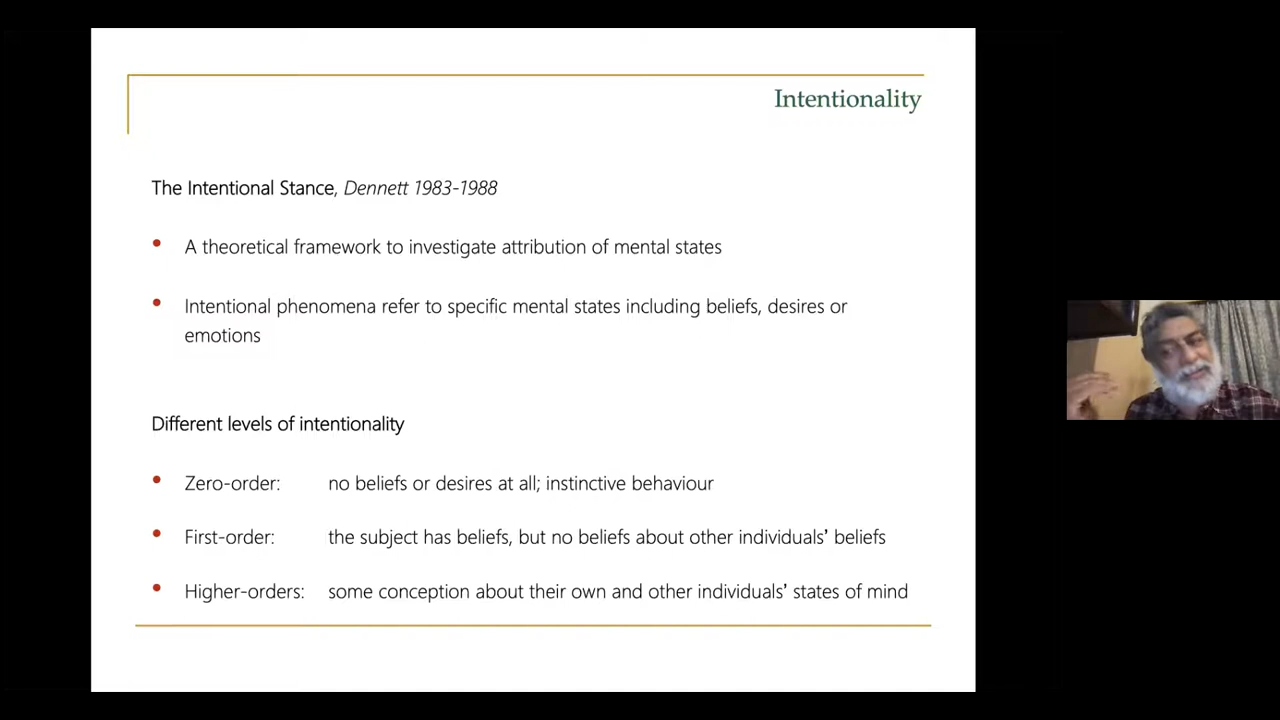 Intentionality
The Intentional Stance, Dennett 1983-1988
• A theoretical framework to investigate attribution of mental states
• Intentional phenomena refer to specific mental states including beliefs, desires or
emotions
Different levels of intentionality
• Zero-order: no beliefs or desires at all; instinctive behaviour
• First-order: the subject has beliefs, but no beliefs about other individuals’ beliefs
• Higher-orders: some conception about their own and other individuals’ states of mind